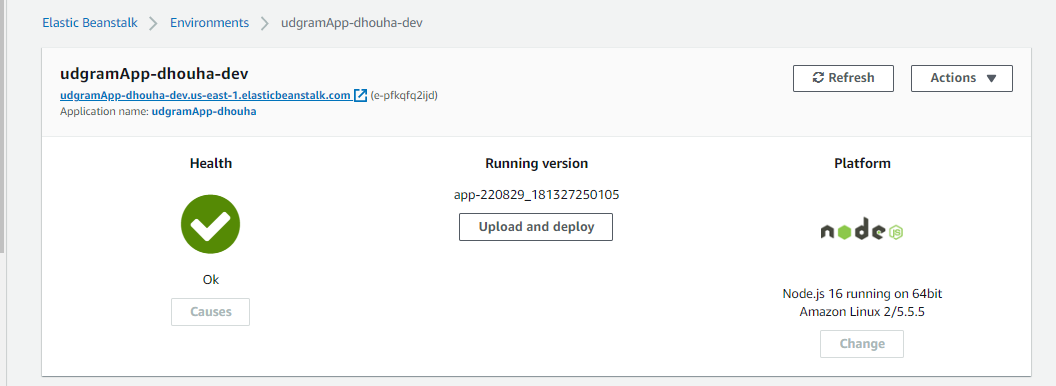 Elastic Beanstalk > Environments > udgramApp-dhouha-dev
udgramApp-dhouha-dev
Refresh
Actions
udgramApp-dhouha-dev.us-east-1.elasticbeanstalk.com (e-pfkqfq2ijd)
Application name: udgramApp-dhouha
Health
Ok
Causes
Running version
app-220829_181327250105
Upload and deploy
Platform
node JS
Node.js 16 running on 64bit
Amazon Linux 2/5.5.5
Change